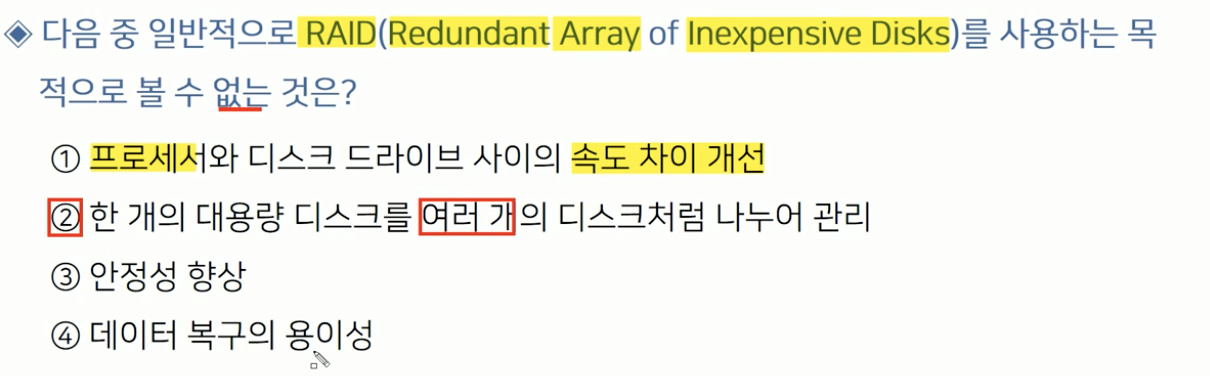 ◈ 다음 중 일반적으로 RAID(Redundant Array of Inexpensive Disks)를 사용하는 목
적으로 볼 수 없는 것은?
① 프로세서와 디스크 드라이브 사이의 속도 차이 개선
② 한 개의 대용량 디스크를 여러 개의 디스크처럼 나누어 관리
③ 안정성 향상
④ 데이터 복구의 용이성